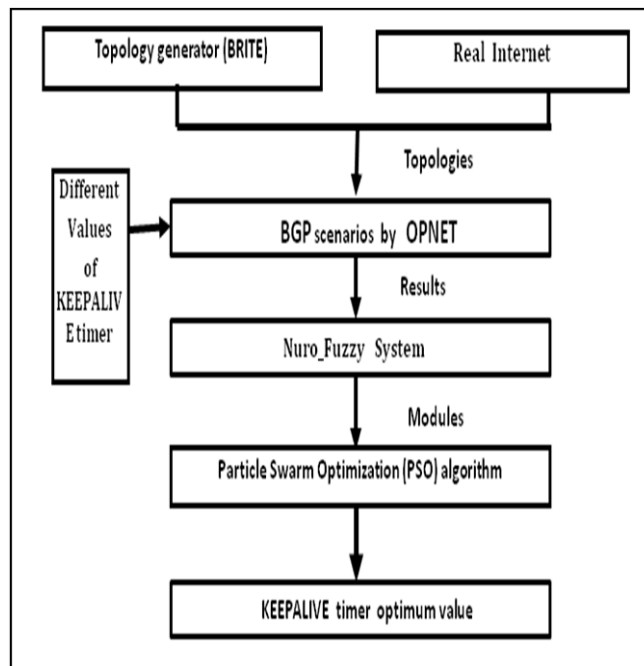 Topology generator (BRITE)
Real Internet
Topologies
Different
Values
of
KEEPALIV
E timer
BGP scenarios by OPNET
Results
Nuro_Fuzzy System
Modules
Particle Swarm Optimization (PSO) algorithm
KEEPALIVE timer optimum value